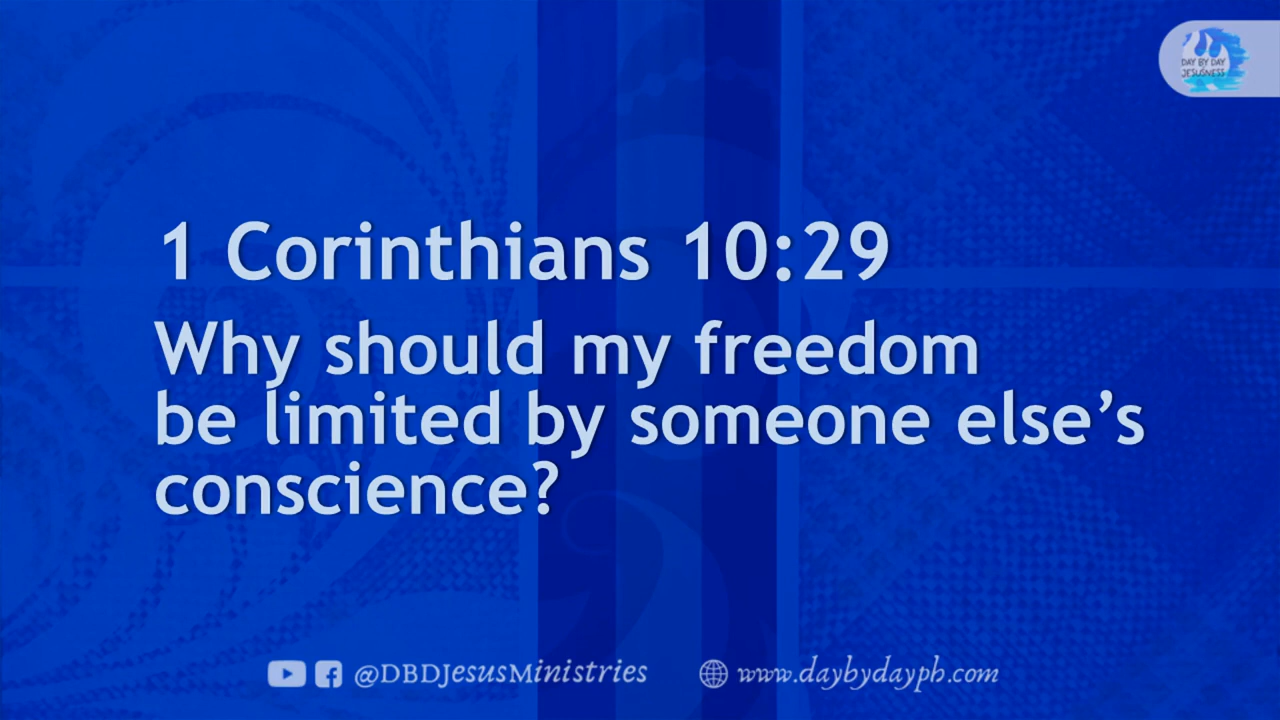 DAY BY DAY
JESUSNESS
1 Corinthians 10:29
Why should my freedom
be limited by someone else’s
conscience?
@DBDJesusMinistries
www.daybydayph.com